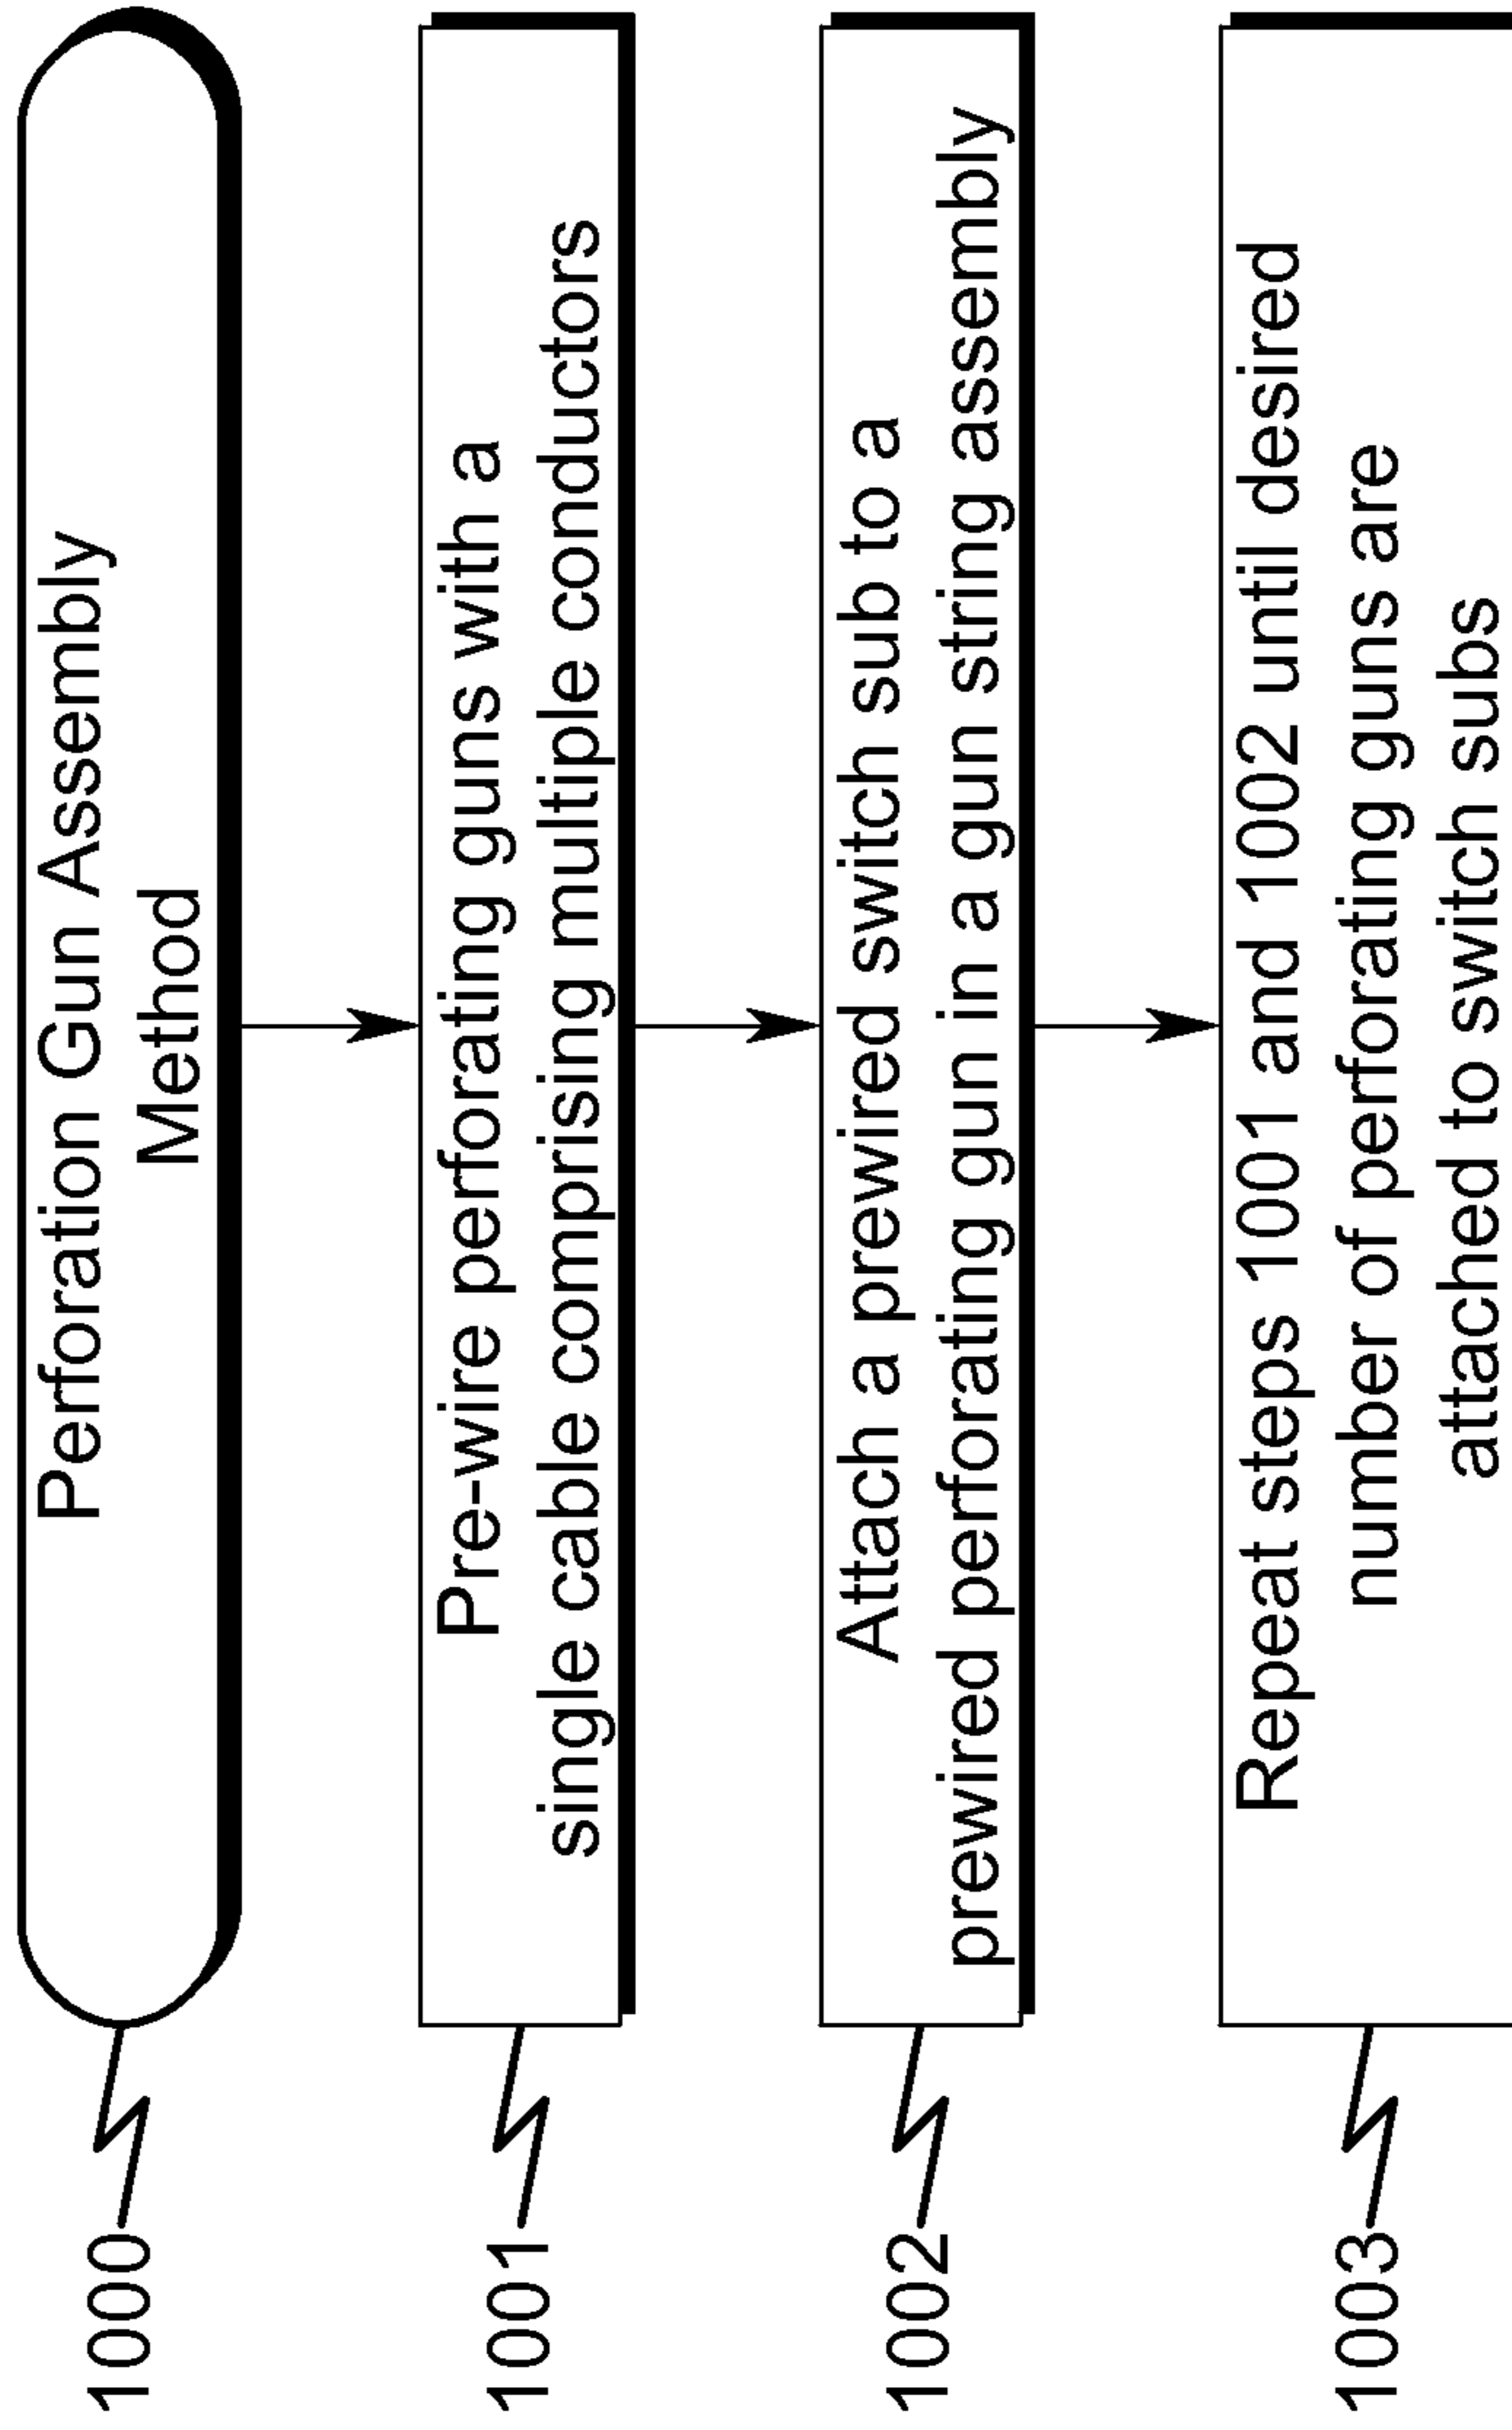 1000
Perforation Gun Assembly
Method
1001
Pre-wire perforating guns with a
single cable comprising multiple conductors
1002
Attach a prewired switch sub to a
prewired perforating gun in a gun string assembly
1003
Repeat steps 1001 and 1002 until desired
number of perforating guns are
attached to switch subs